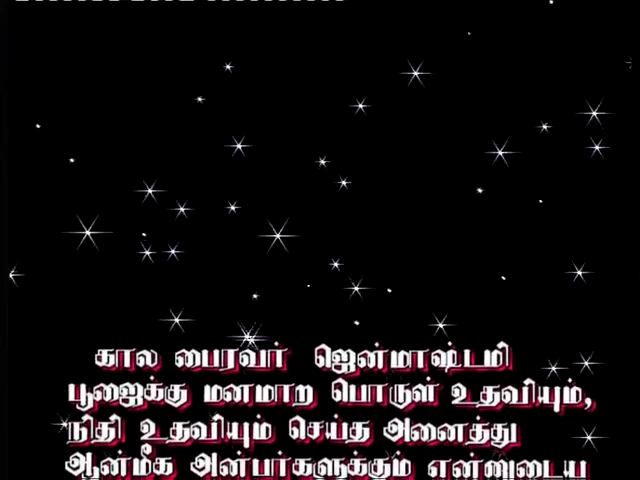 கால பைரவர் ஜென்மாஷ்டமி
பூஜைக்கு மனமாற பொருள் உதவியும்,
நிதி உதவியும் செய்த அனைத்து
ஆன்மீக அன்பர்களுக்கும் என்னுடைய